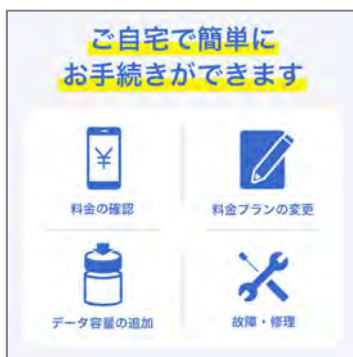 ご自宅で簡単に
お手続きができます
¥
料金の確認
料金プランの変更
データ容量の追加
故障・修理